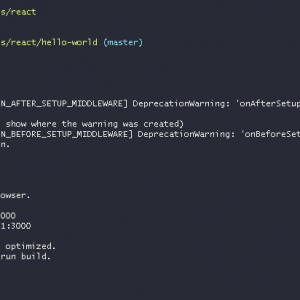 s/react
s/react/hello-world (master)
N_AFTER_SETUP_MIDDLEWARE] DeprecationWarning: 'onAfterSetup
show where the warning was created)
N_BEFORE_SETUP_MIDDLEWARE] DeprecationWarning: 'onBeforeSet
n.
owser.
000
1:3000
optimized.
run build.